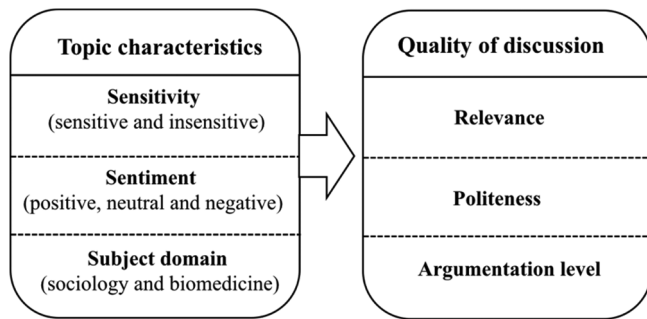 Topic characteristics
Sensitivity
(sensitive and insensitive)
Sentiment
(positive, neutral and negative)
Subject domain
(sociology and biomedicine)
Quality of discussion
Relevance
Politeness
Argumentation level